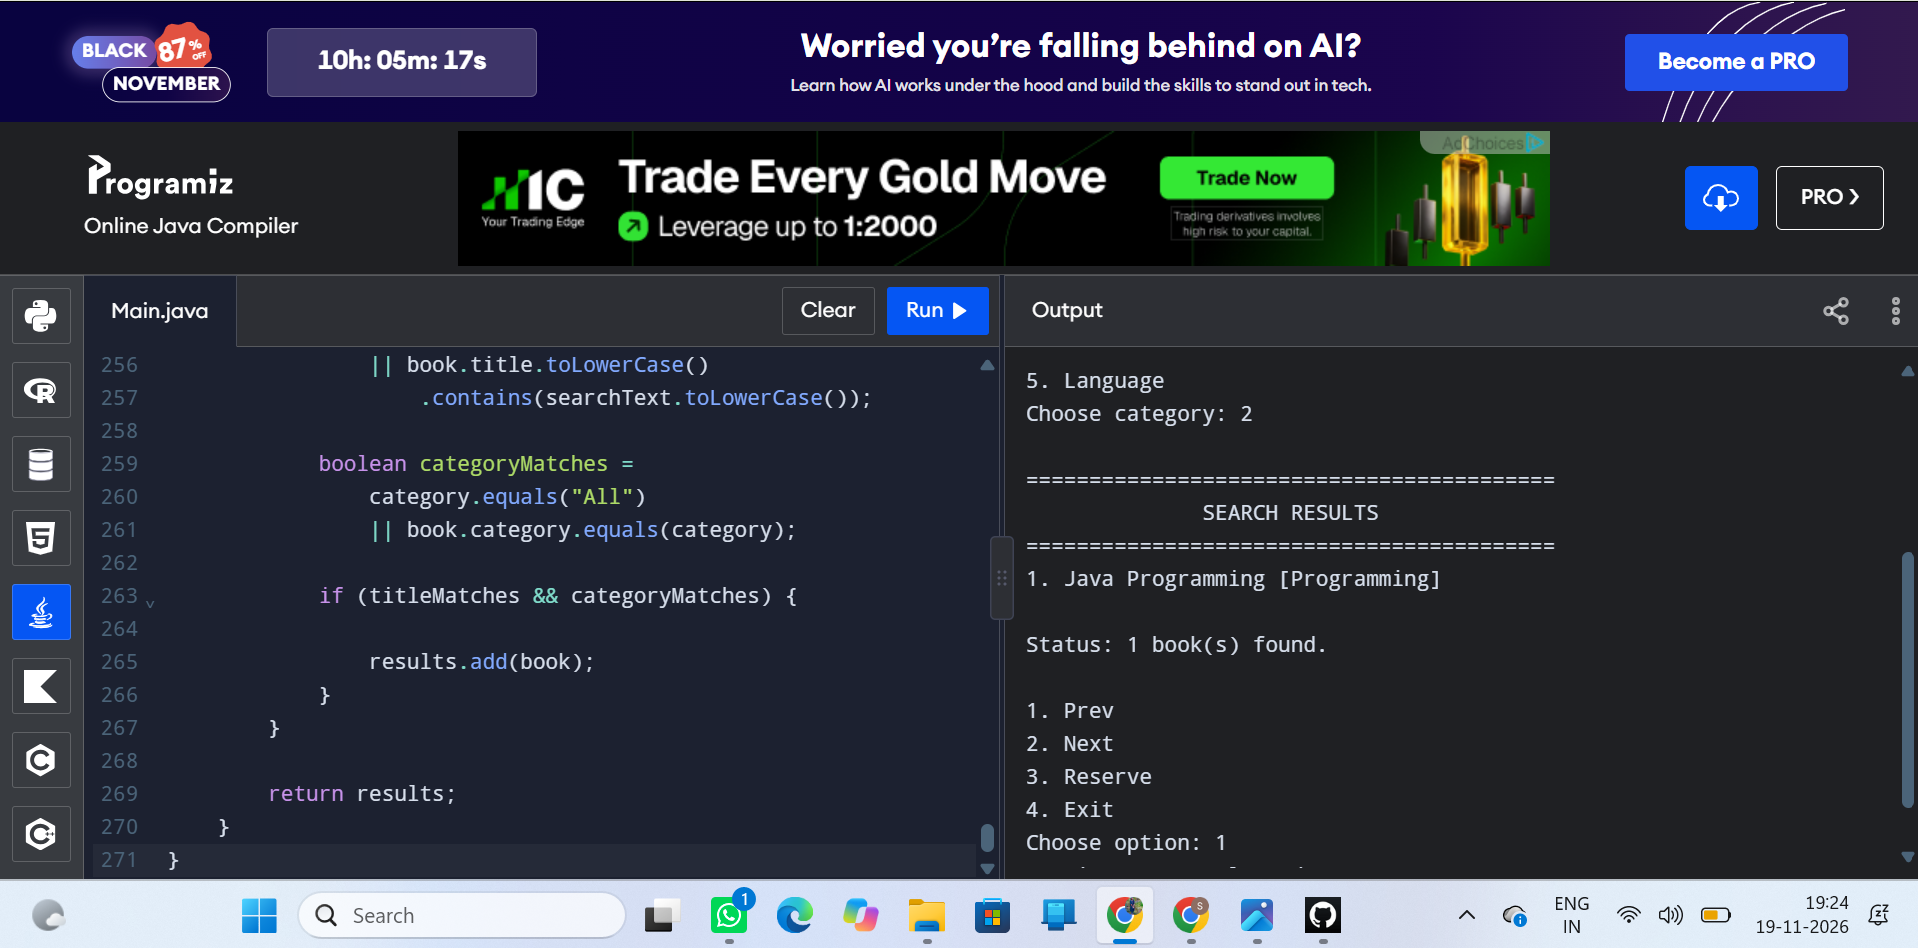 BLACK 87% OFF
NOVEMBER
10h: 05m: 17s
Worried you're falling behind on AI?
Learn how AI works under the hood and build the skills to stand out in tech.
Become a PRO
Programiz
Online Java Compiler
HIC
Your Trading Edge
Trade Every Gold Move
Leverage up to 1:2000
Trade Now
Trading derivatives involves
high risk to your capital.
AdChoices
PRO
Main.java
Clear
Run
Output
256 || book.title.toLowerCase()
257 .contains(searchText.toLowerCase());
258
259 boolean categoryMatches =
260 category.equals("All")
261 || book.category.equals(category);
262
263 if (titleMatches && categoryMatches) {
264
265 results.add(book);
266 }
267 }
268
269 return results;
270 }
271 }
5. Language
Choose category: 2
==========================================
SEARCH RESULTS
==========================================
1. Java Programming [Programming]
Status: 1 book(s) found.
1. Prev
2. Next
3. Reserve
4. Exit
Choose option: 1
Search
1
S
ENG
IN
19:24
19-11-2026